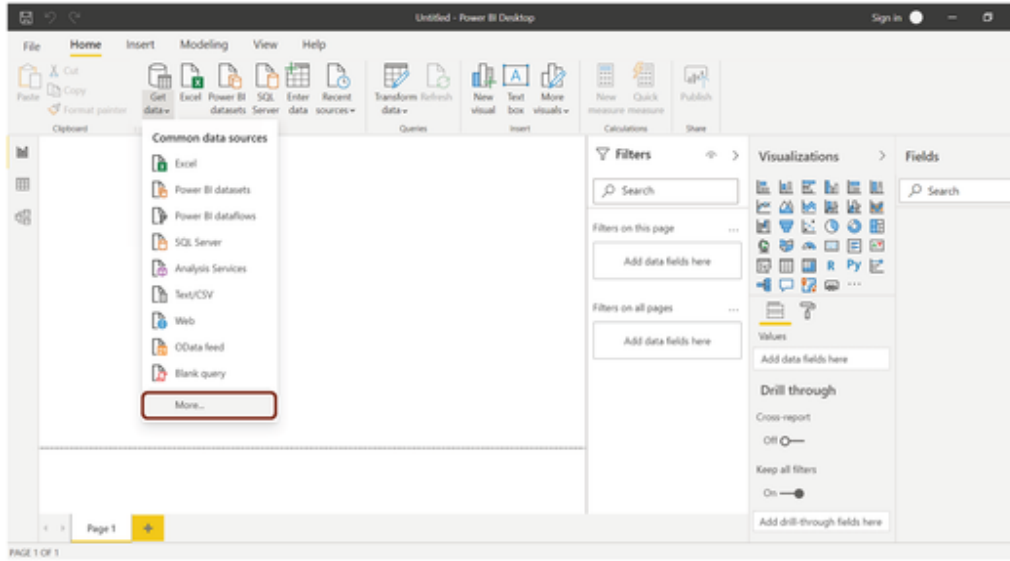 Untitled - Power BI Desktop
Sign in
File Home Insert Modeling View Help
Paste
Cut
Copy
Format painter
Clipboard
Get data
Excel
Power BI datasets
SQL Server
Enter data
Recent sources
Transform data
Refresh
Queries
New visual
Text box
More visuals
Insert
New measure
Quick measure
Calculations
Publish
Share
Common data sources
Excel
Power BI datasets
Power BI dataflows
SQL Server
Analysis Services
Text/CSV
Web
OData feed
Blank query
More...
Filters
Search
Filters on this page ...
Add data fields here
Filters on all pages ...
Add data fields here
Visualizations
R Py
...
Values
Add data fields here
Drill through
Cross-report
Off
Keep all filters
On
Add drill-through fields here
Fields
Search
Page 1
PAGE 1 OF 1